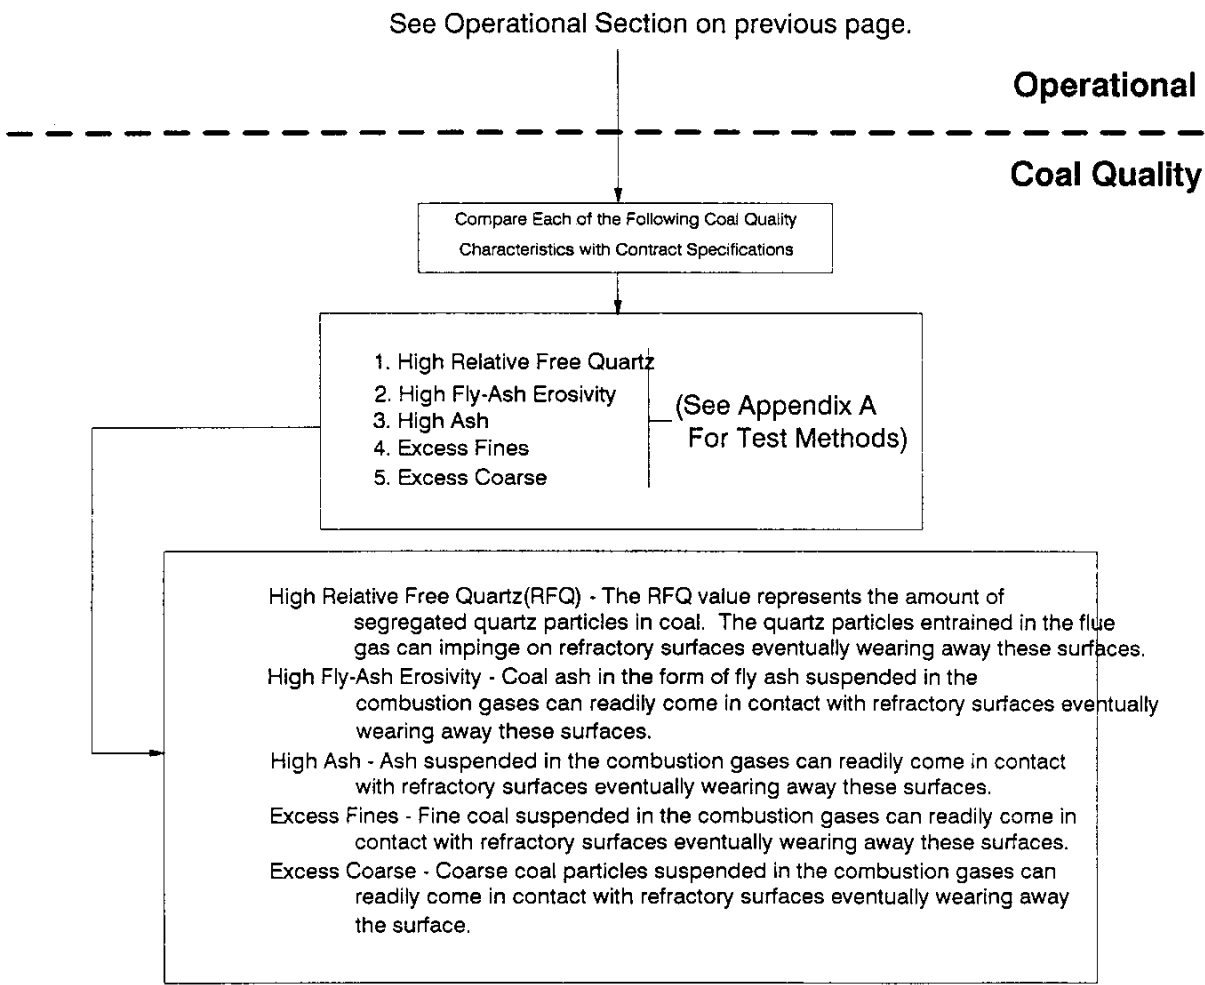 See Operational Section on previous page.
Operational
Coal Quality
Compare Each of the Following Coal Quality
Characteristics with Contract Specifications
1. High Relative Free Quartz
2. High Fly-Ash Erosivity
3. High Ash
4. Excess Fines
5. Excess Coarse
(See Appendix A
For Test Methods)
High Relative Free Quartz(RFQ) - The RFQ value represents the amount of
segregated quartz particles in coal. The quartz particles entrained in the flue
gas can impinge on refractory surfaces eventually wearing away these surfaces.
High Fly-Ash Erosivity - Coal ash in the form of fly ash suspended in the
combustion gases can readily come in contact with refractory surfaces eventually
wearing away these surfaces.
High Ash - Ash suspended in the combustion gases can readily come in contact
with refractory surfaces eventually wearing away these surfaces.
Excess Fines - Fine coal suspended in the combustion gases can readily come in
contact with refractory surfaces eventually wearing away these surfaces.
Excess Coarse - Coarse coal particles suspended in the combustion gases can
readily come in contact with refractory surfaces eventually wearing away
the surface.